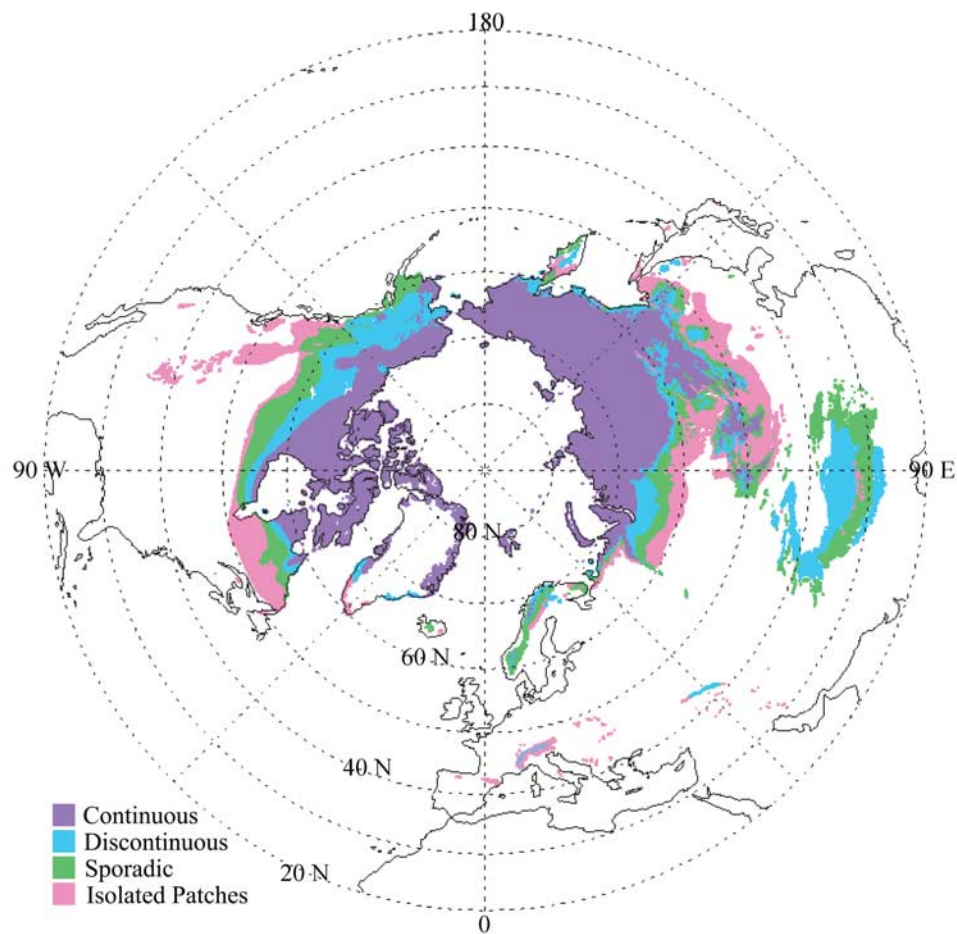 180
90 W
90 E
80 N
60 N
40 N
20 N
0
Continuous
Discontinuous
Sporadic
Isolated Patches